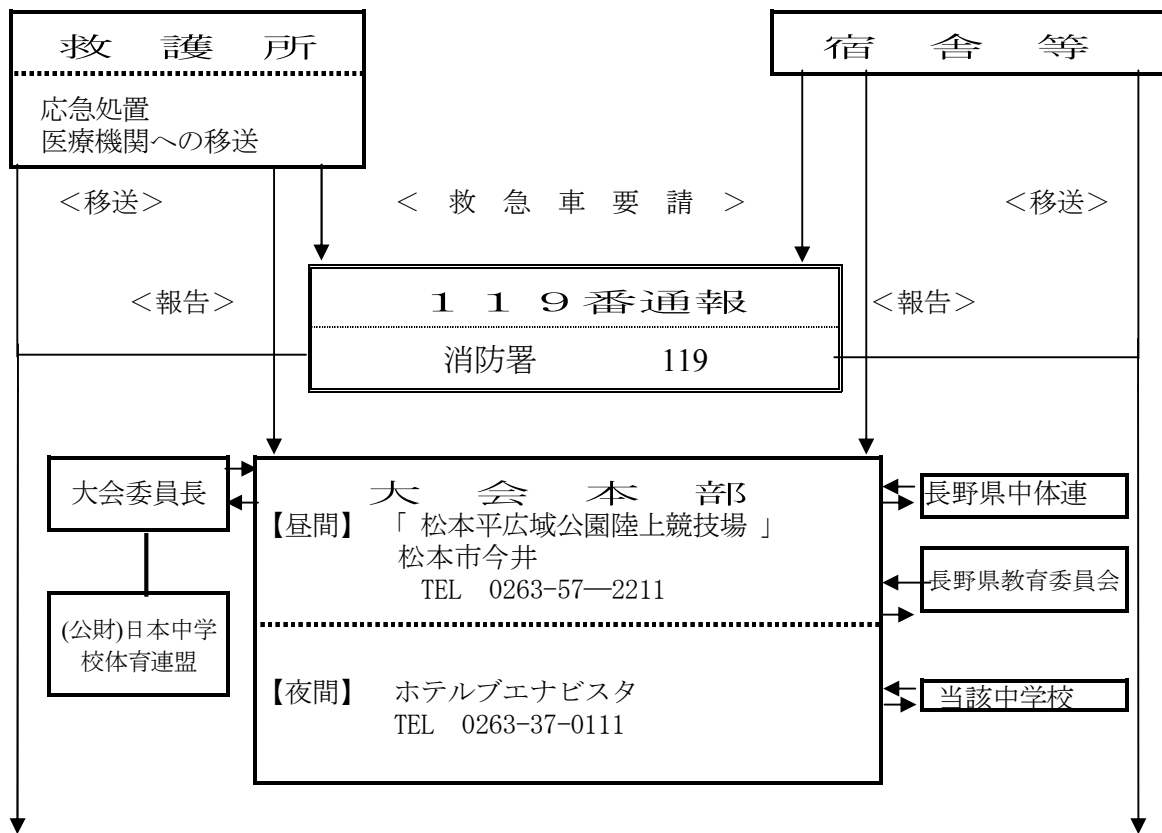 救護所
宿舎等
応急処置
医療機関への移送
＜移送＞
＜救急車要請＞
＜移送＞
＜報告＞
１１９番通報
＜報告＞
消防署 119
大会委員長
大会本部
【昼間】 「 松本平広域公園陸上競技場 」
松本市今井
TEL 0263-57―2211
長野県中体連
長野県教育委員会
(公財)日本中学
校体育連盟
【夜間】 ホテルブエナビスタ
TEL 0263-37-0111
当該中学校